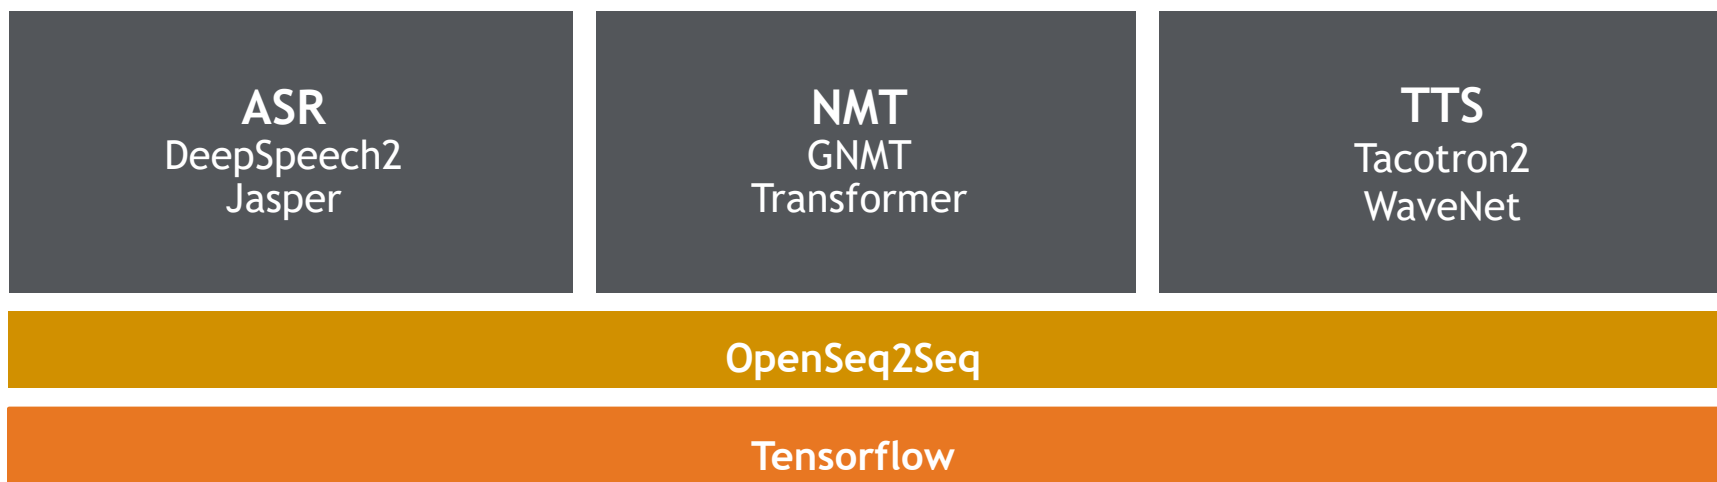 ASR
DeepSpeech2
Jasper
NMT
GNMT
Transformer
TTS
Tacotron2
WaveNet
OpenSeq2Seq
Tensorflow